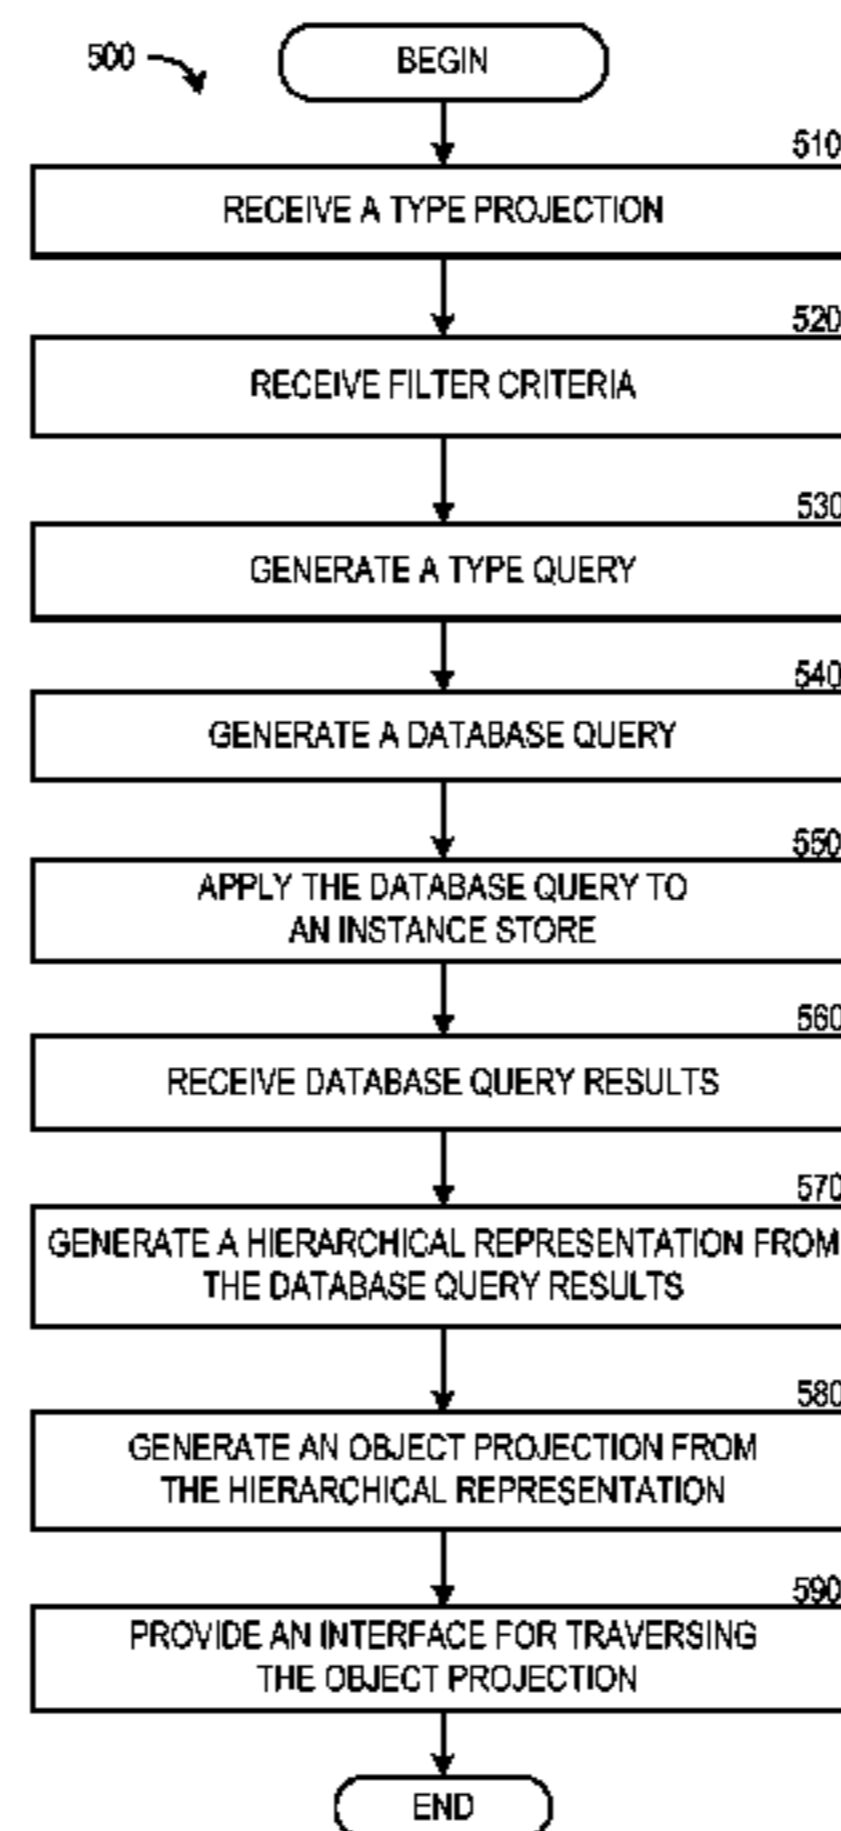 500
BEGIN
510
RECEIVE A TYPE PROJECTION
520
RECEIVE FILTER CRITERIA
530
GENERATE A TYPE QUERY
540
GENERATE A DATABASE QUERY
550
APPLY THE DATABASE QUERY TO
AN INSTANCE STORE
560
RECEIVE DATABASE QUERY RESULTS
570
GENERATE A HIERARCHICAL REPRESENTATION FROM
THE DATABASE QUERY RESULTS
580
GENERATE AN OBJECT PROJECTION FROM
THE HIERARCHICAL REPRESENTATION
590
PROVIDE AN INTERFACE FOR TRAVERSING
THE OBJECT PROJECTION
END